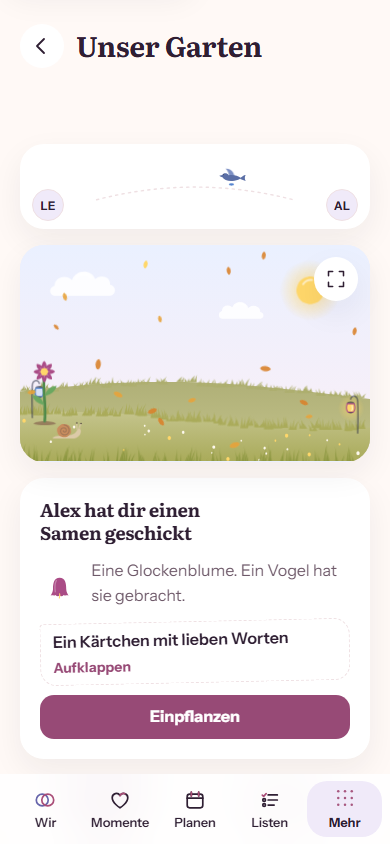 Unser Garten
LE
AL
Alex hat dir einen
Samen geschickt
Eine Glockenblume. Ein Vogel hat
sie gebracht.
Ein Kärtchen mit lieben Worten
Aufklappen
Einpflanzen
Wir
Momente
Planen
Listen
Mehr